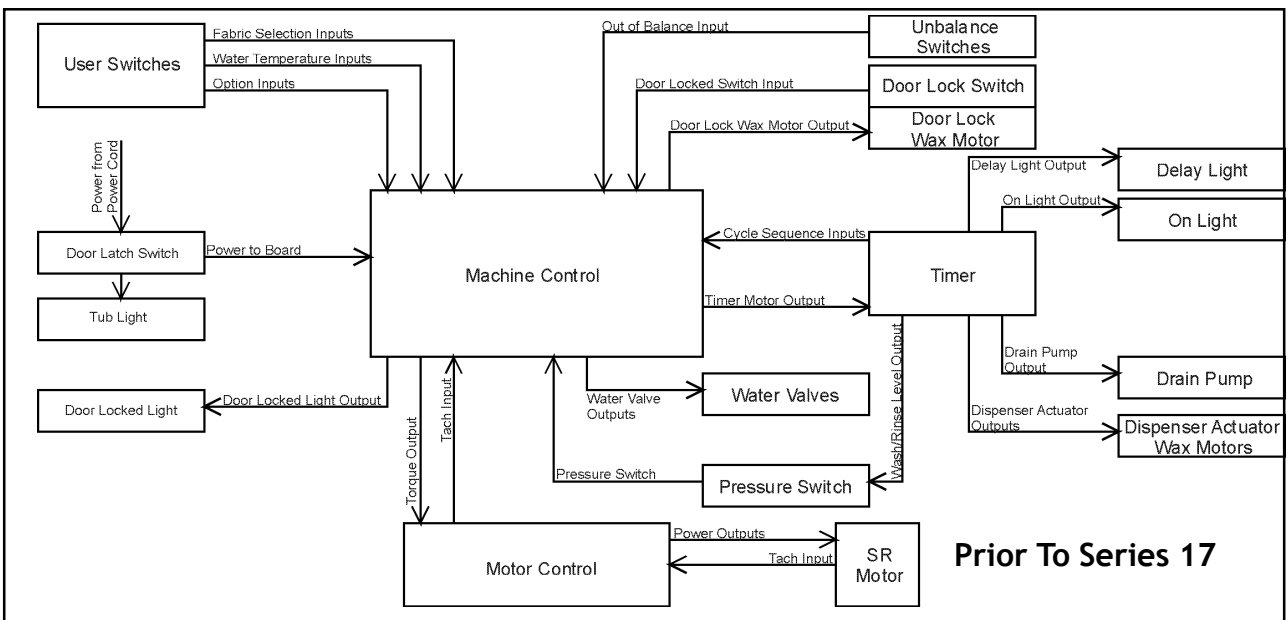 Fabric Selection Inputs
User Switches
Water Temperature Inputs
Option Inputs
Out of Balance Input
Unbalance
Switches
Door Locked Switch Input
Door Lock Switch
Door Lock Wax Motor Output
Door Lock
Wax Motor
Power from
Power Cord
Door Latch Switch
Power to Board
Tub Light
Machine Control
Cycle Sequence Inputs
Timer Motor Output
Timer
Delay Light Output
Delay Light
On Light Output
On Light
Drain Pump
Output
Drain Pump
Dispenser Actuator
Outputs
Dispenser Actuator
Wax Motors
Wash/Rinse Level Output
Door Locked Light
Door Locked Light Output
Torque Output
Tach Input
Water Valve
Outputs
Water Valves
Pressure Switch
Pressure Switch
Motor Control
Power Outputs
Tach Input
SR
Motor
Prior To Series 17